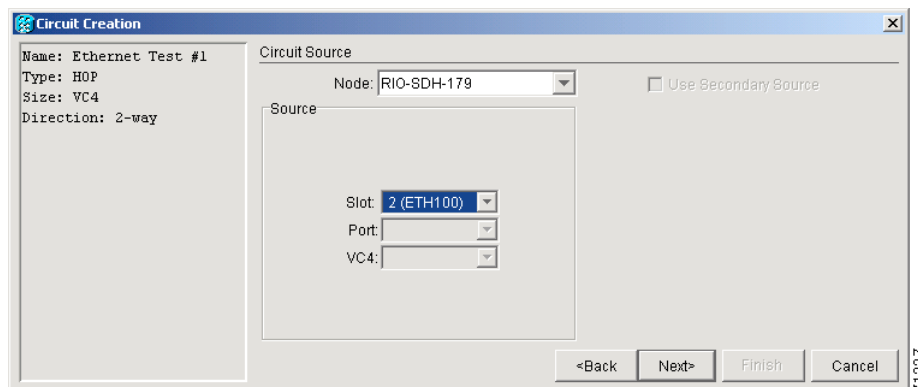 Circuit Creation
Name: Ethernet Test #1
Type: HOP
Size: VC4
Direction: 2-way
Circuit Source
Node: RIO-SDH-179
Use Secondary Source
Source
Slot: 2 (ETH100)
Port:
VC4:
<Back Next> Finish Cancel